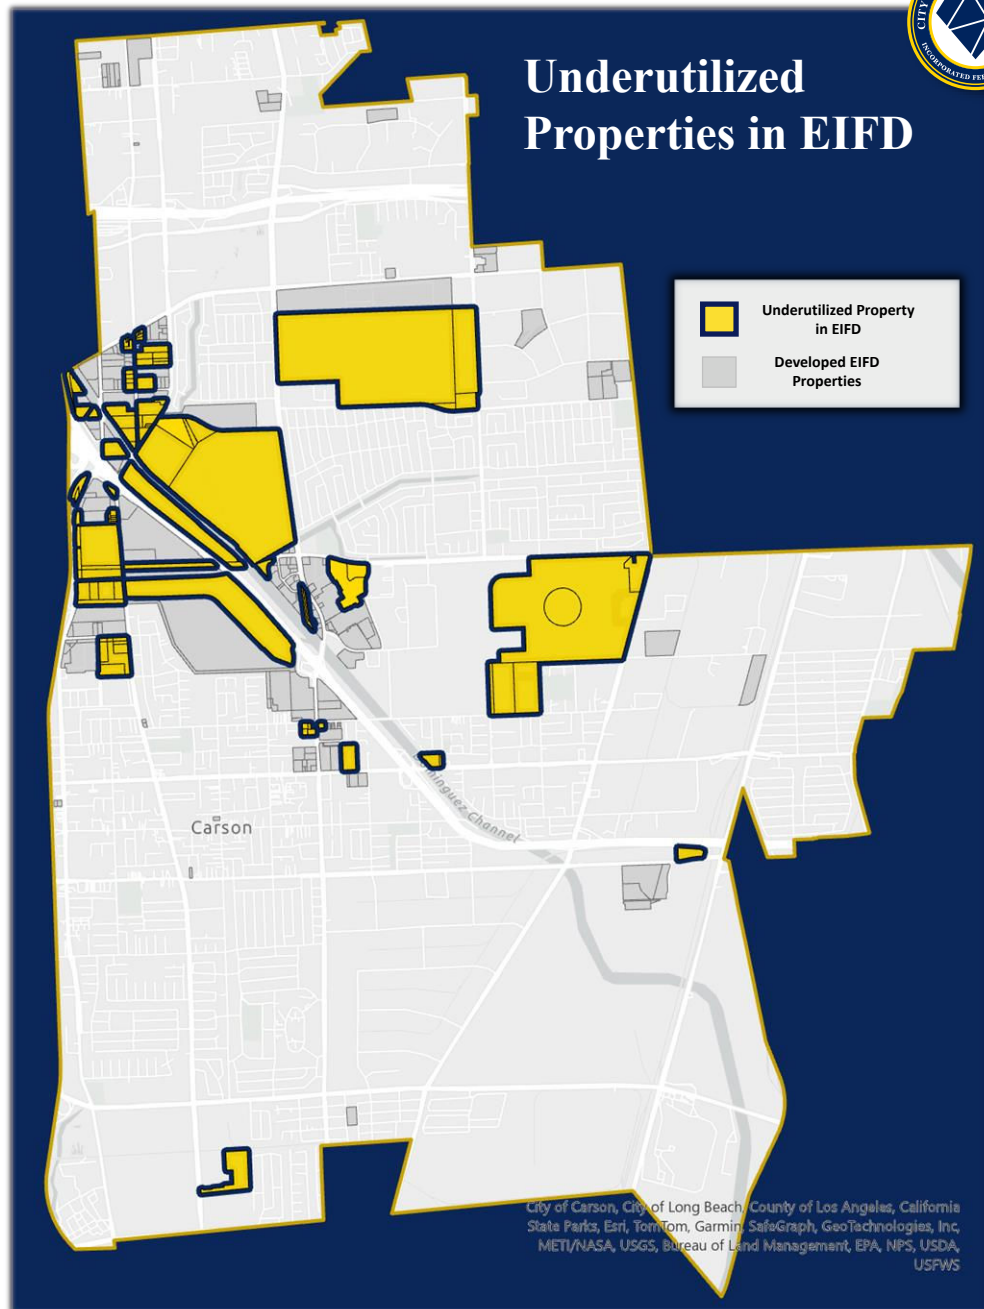 CITY
INCORPORATED
Underutilized
Properties in EIFD
Underutilized Property
in EIFD
Developed EIFD
Properties
Dominguez Channel
Carson
City of Carson, City of Long Beach, County of Los Angeles, California
State Parks, Esri, TomTom, Garmin, SafeGraph, GeoTechnologies, Inc,
METI/NASA, USGS, Bureau of Land Management, EPA, NPS, USDA,
USFWS